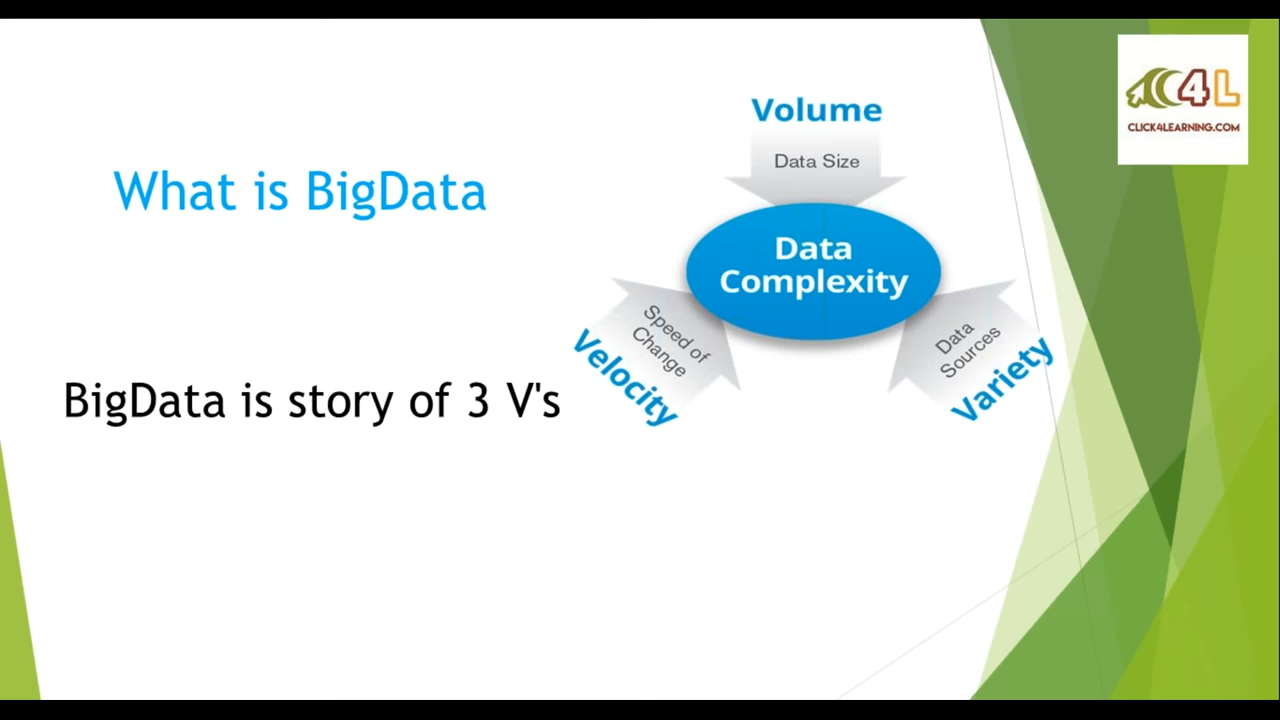 What is BigData
BigData is story of 3 V's
Volume
Data Size
Data
Complexity
Speed of
Change
Velocity
Data
Sources
Variety
C4L
CLICK4LEARNING.COM